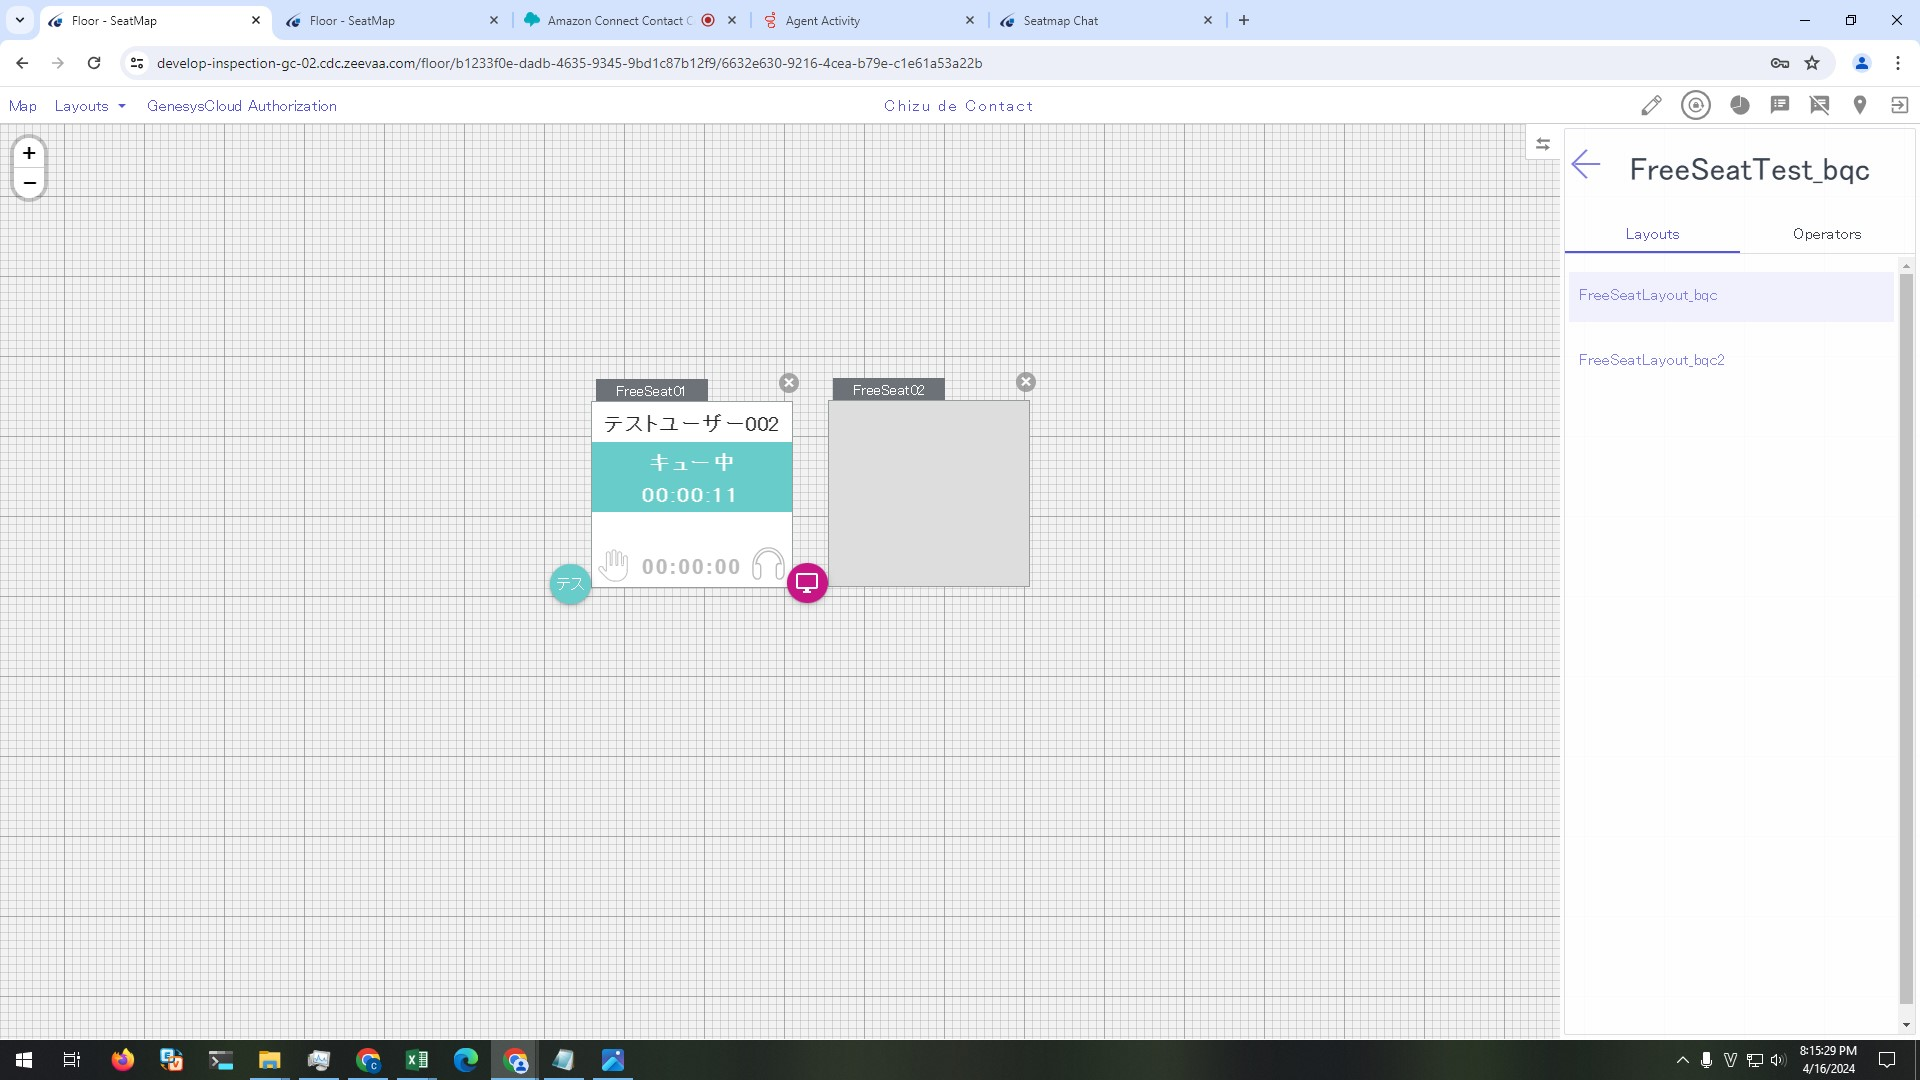 Floor - SeatMap
Floor - SeatMap
Amazon Connect Contact C
Agent Activity
Seatmap Chat
develop-inspection-gc-02.cdc.zeevaa.com/floor/b1233f0e-dadb-4635-9345-9bd1c87b12f9/6632e630-9216-4cea-b79e-c1e61a53a22b
Map
Layouts
GenesysCloud Authorization
Chizu de Contact
+
−
FreeSeatTest_bqc
Layouts
Operators
FreeSeatLayout_bqc
FreeSeatLayout_bqc2
FreeSeat01
テストユーザー002
キュー中
00:00:11
00:00:00
テス
FreeSeat02
8:15:29 PM
4/16/2024